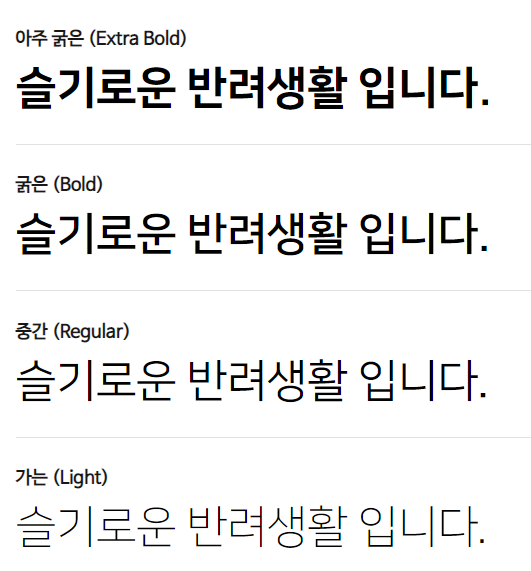 아주 굵은 (Extra Bold)
슬기로운 반려생활 입니다.
굵은 (Bold)
슬기로운 반려생활 입니다.
중간 (Regular)
슬기로운 반려생활 입니다.
가는 (Light)
슬기로운 반려생활 입니다.